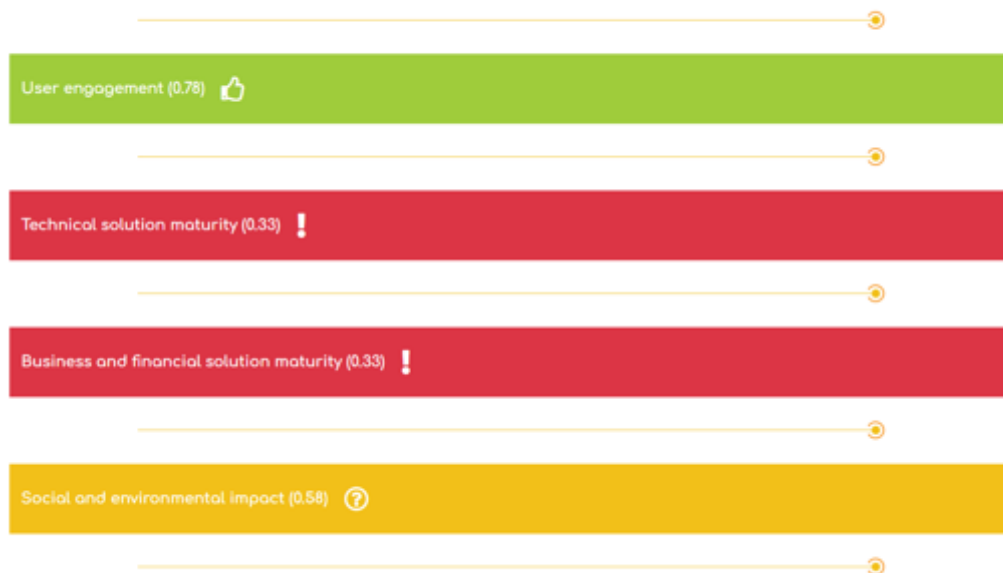 User engagement (0.78)
Technical solution maturity (0.33)
Business and financial solution maturity (0.33)
Social and environmental impact (0.58)